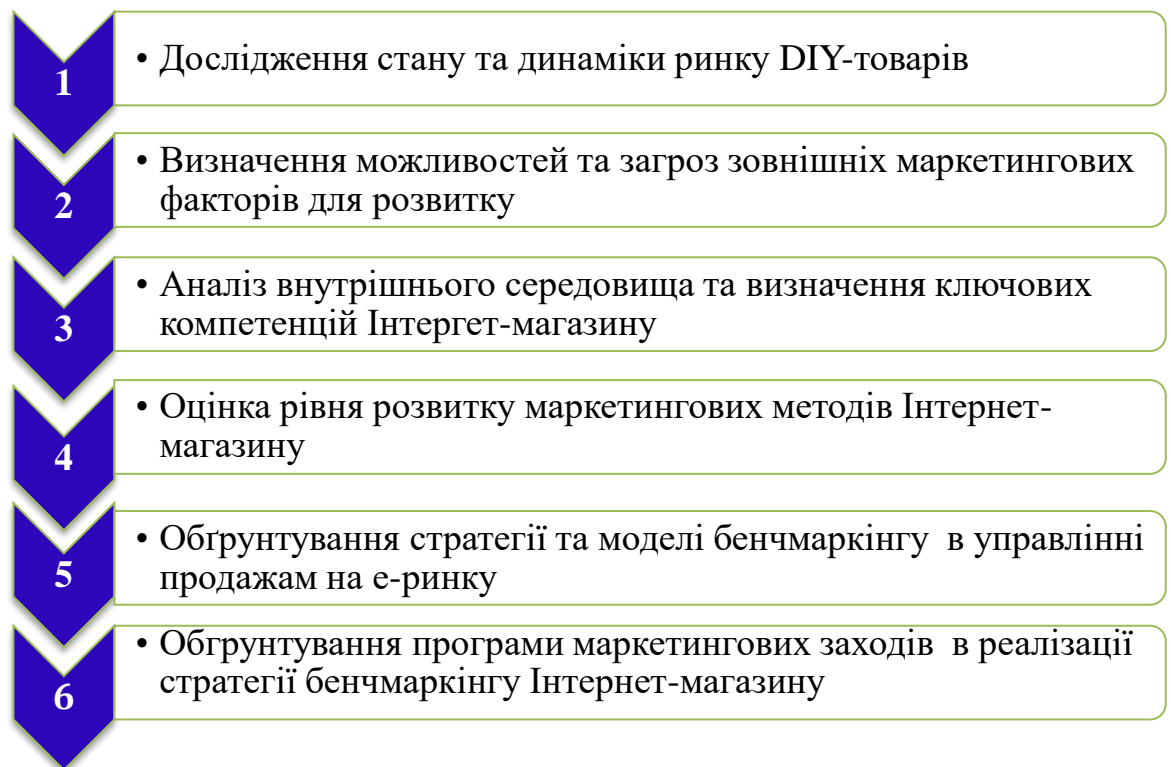 1
• Дослідження стану та динаміки ринку DIY-товарів
2
• Визначення можливостей та загроз зовнішніх маркетингових
факторів для розвитку
3
• Аналіз внутрішнього середовища та визначення ключових
компетенцій Інтергет-магазину
4
• Оцінка рівня розвитку маркетингових методів Інтернет-
магазину
5
• Обґрунтування стратегії та моделі бенчмаркінгу в управлінні
продажам на е-ринку
6
• Обгрунтування програми маркетингових заходів в реалізації
стратегії бенчмаркінгу Інтернет-магазину